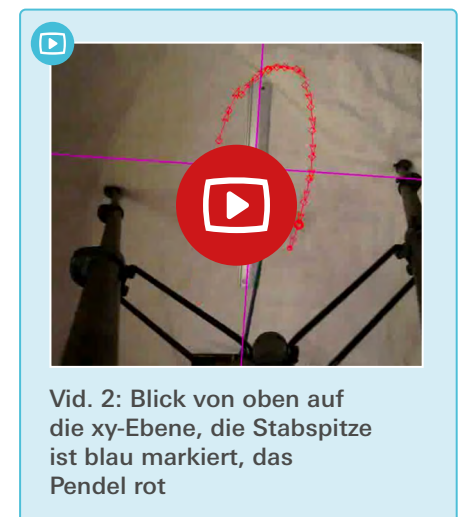 Vid. 2: Blick von oben auf
die xy-Ebene, die Stabspitze
ist blau markiert, das
Pendel rot